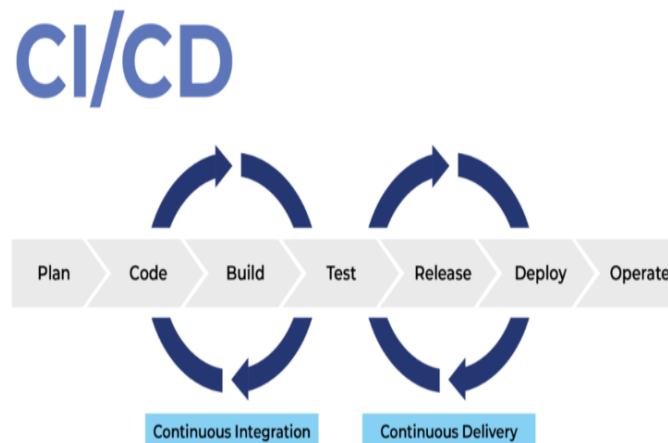 CI/CD
Plan Code Build Test Release Deploy Operate
Continuous Integration Continuous Delivery